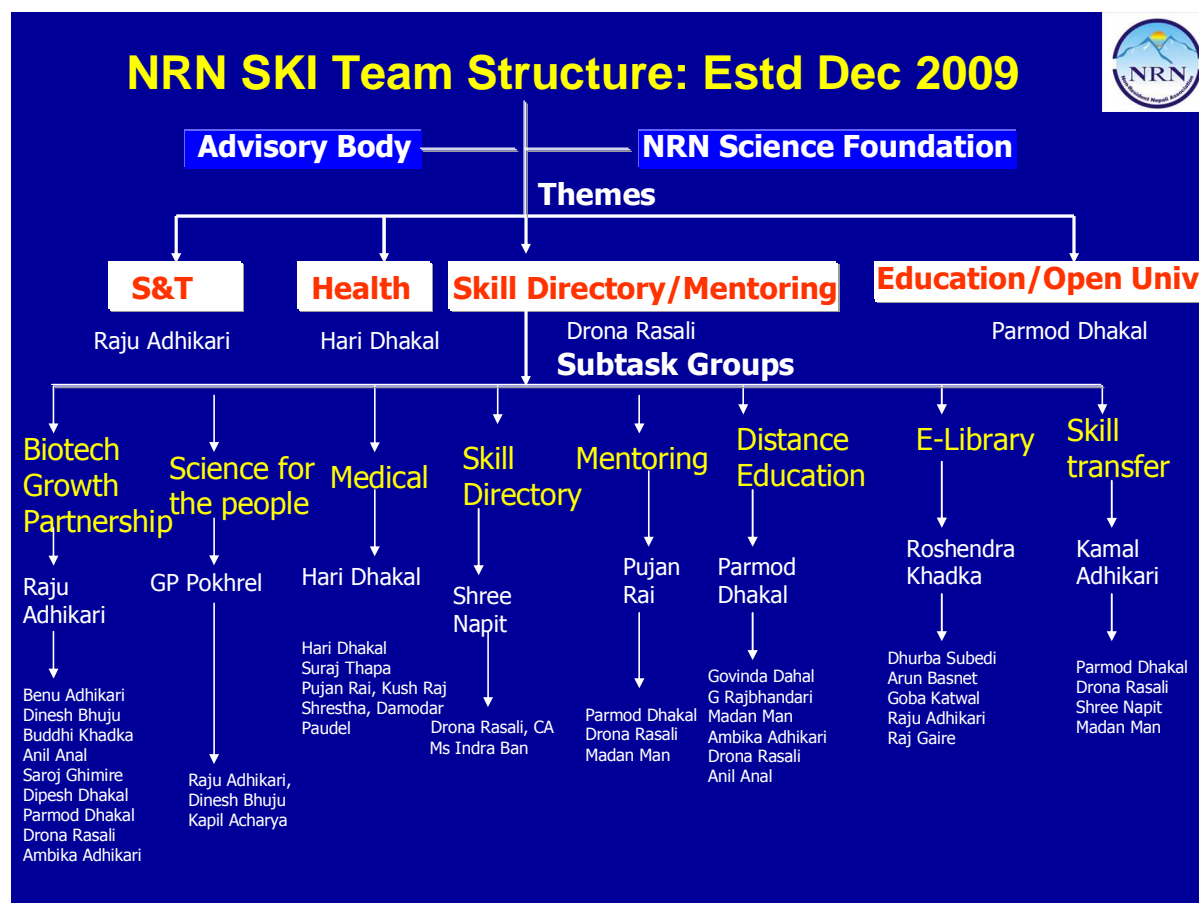 NRN SKI Team Structure: Estd Dec 2009
NRN
Non-Resident Nepali Association
Advisory Body
NRN Science Foundation
Themes
S&T
Health
Skill Directory/Mentoring
Education/Open Univ
Raju Adhikari
Hari Dhakal
Drona Rasali
Parmod Dhakal
Subtask Groups
Biotech
Growth
Partnership
Raju
Adhikari
Benu Adhikari
Dinesh Bhuju
Buddhi Khadka
Anil Anal
Saroj Ghimire
Dipesh Dhakal
Parmod Dhakal
Drona Rasali
Ambika Adhikari
Science for
the people
GP Pokhrel
Raju Adhikari,
Dinesh Bhuju
Kapil Acharya
Medical
Hari Dhakal
Hari Dhakal
Suraj Thapa
Pujan Rai, Kush Raj
Shrestha, Damodar
Paudel
Skill
Directory
Shree
Napit
Drona Rasali, CA
Ms Indra Ban
Mentoring
Pujan
Rai
Parmod Dhakal
Drona Rasali
Madan Man
Distance
Education
Parmod
Dhakal
Govinda Dahal
G Rajbhandari
Madan Man
Ambika Adhikari
Drona Rasali
Anil Anal
E-Library
Roshendra
Khadka
Dhurba Subedi
Arun Basnet
Goba Katwal
Raju Adhikari
Raj Gaire
Skill
transfer
Kamal
Adhikari
Parmod Dhakal
Drona Rasali
Shree Napit
Madan Man